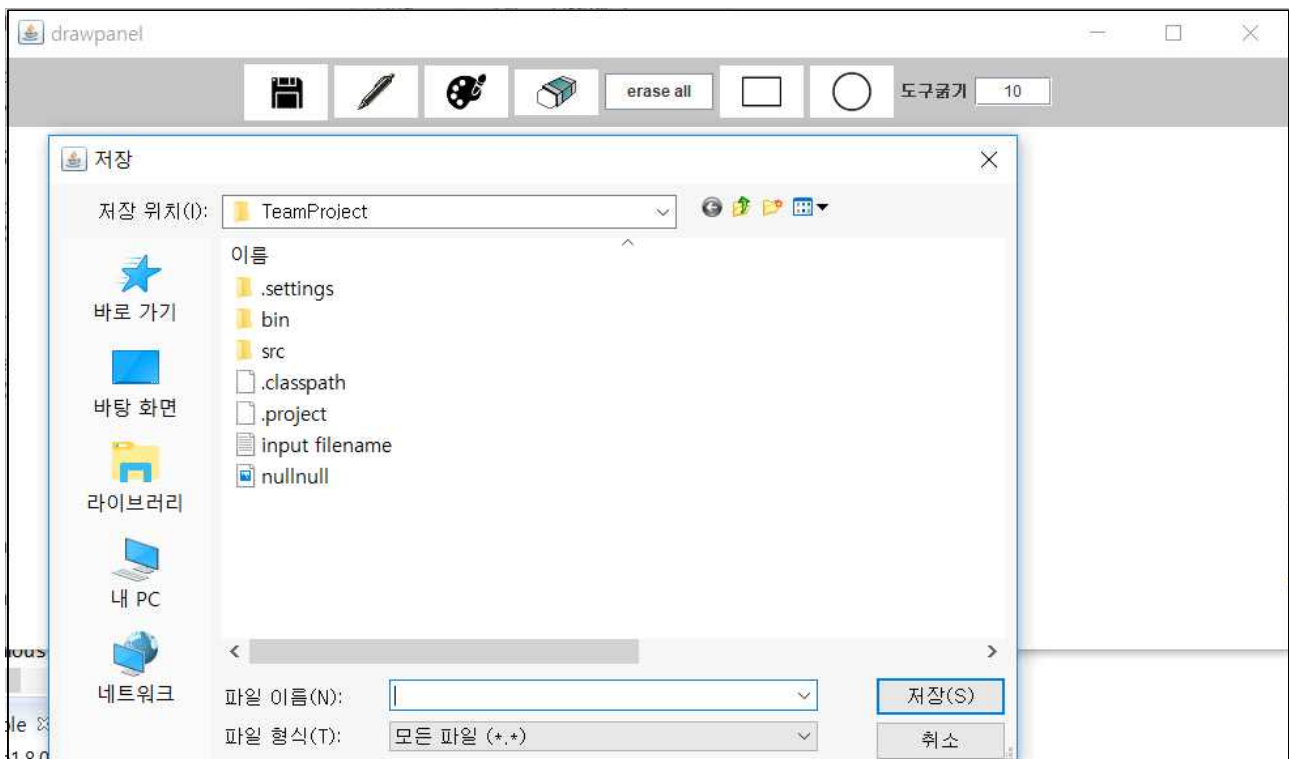 drawpanel
erase all
도구굵기 10
저장
저장 위치(I): TeamProject
이름
.settings
bin
src
.classpath
.project
input filename
nullnull
바로 가기
바탕 화면
라이브러리
내 PC
네트워크
파일 이름(N):
저장(S)
파일 형식(T): 모든 파일 (*.*)
취소